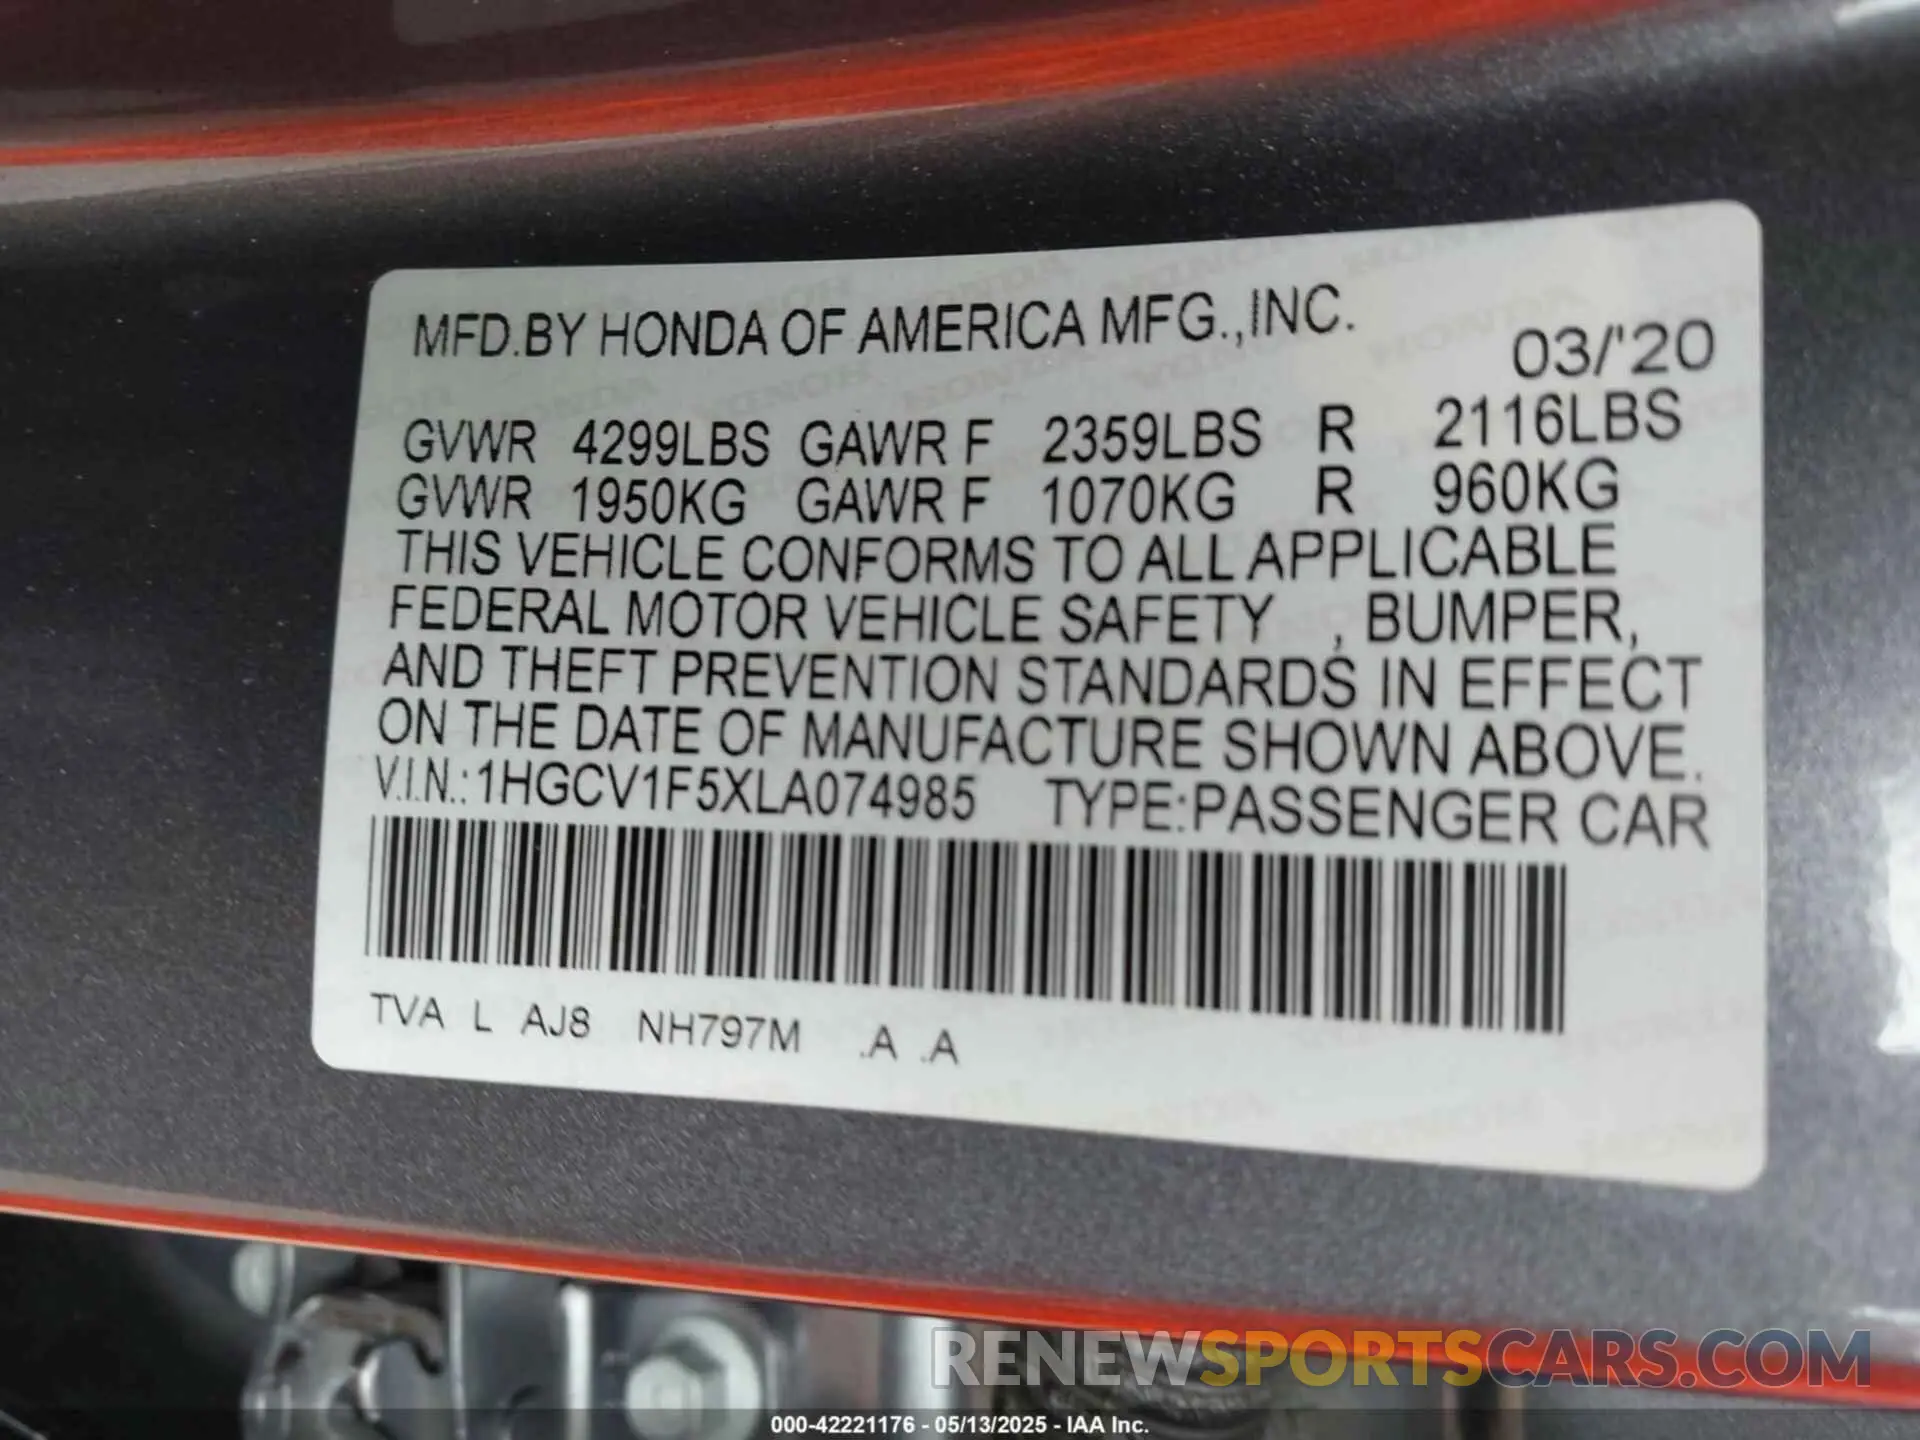 MFD.BY HONDA OF AMERICA MFG.,INC.
03/'20
GVWR 4299LBS GAWR F 2359LBS R 2116LBS
GVWR 1950KG GAWR F 1070KG R 960KG
THIS VEHICLE CONFORMS TO ALL APPLICABLE
FEDERAL MOTOR VEHICLE SAFETY , BUMPER,
AND THEFT PREVENTION STANDARDS IN EFFECT
ON THE DATE OF MANUFACTURE SHOWN ABOVE.
V.I.N.:1HGCV1F5XLA074985 TYPE:PASSENGER CAR
TVA L AJ8 NH797M .A .A
RENEWSPORTSCARS.COM
000-42221176 - 05/13/2025 - IAA Inc.